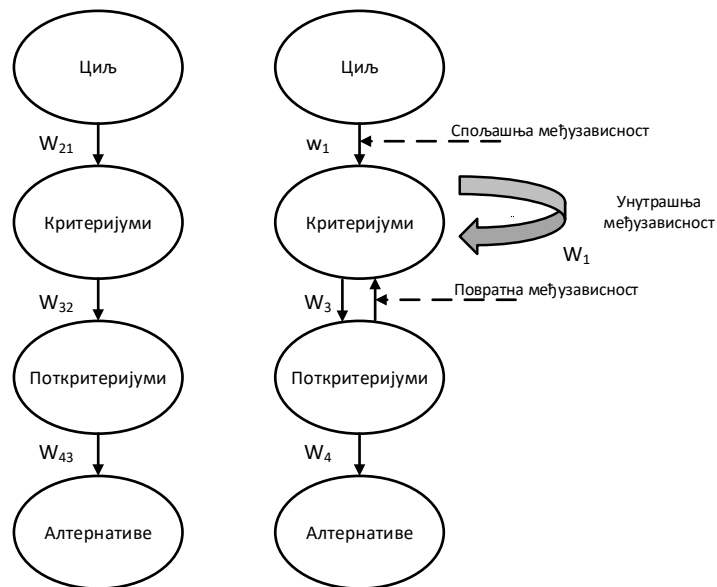 Циљ
W21
Критеријуми
W32
Поткритеријуми
W43
Алтернативе
Циљ
w1
Спољашња међузависност
Критеријуми
Унутрашња
међузависност
W1
W3
Повратна међузависност
Поткритеријуми
W4
Алтернативе